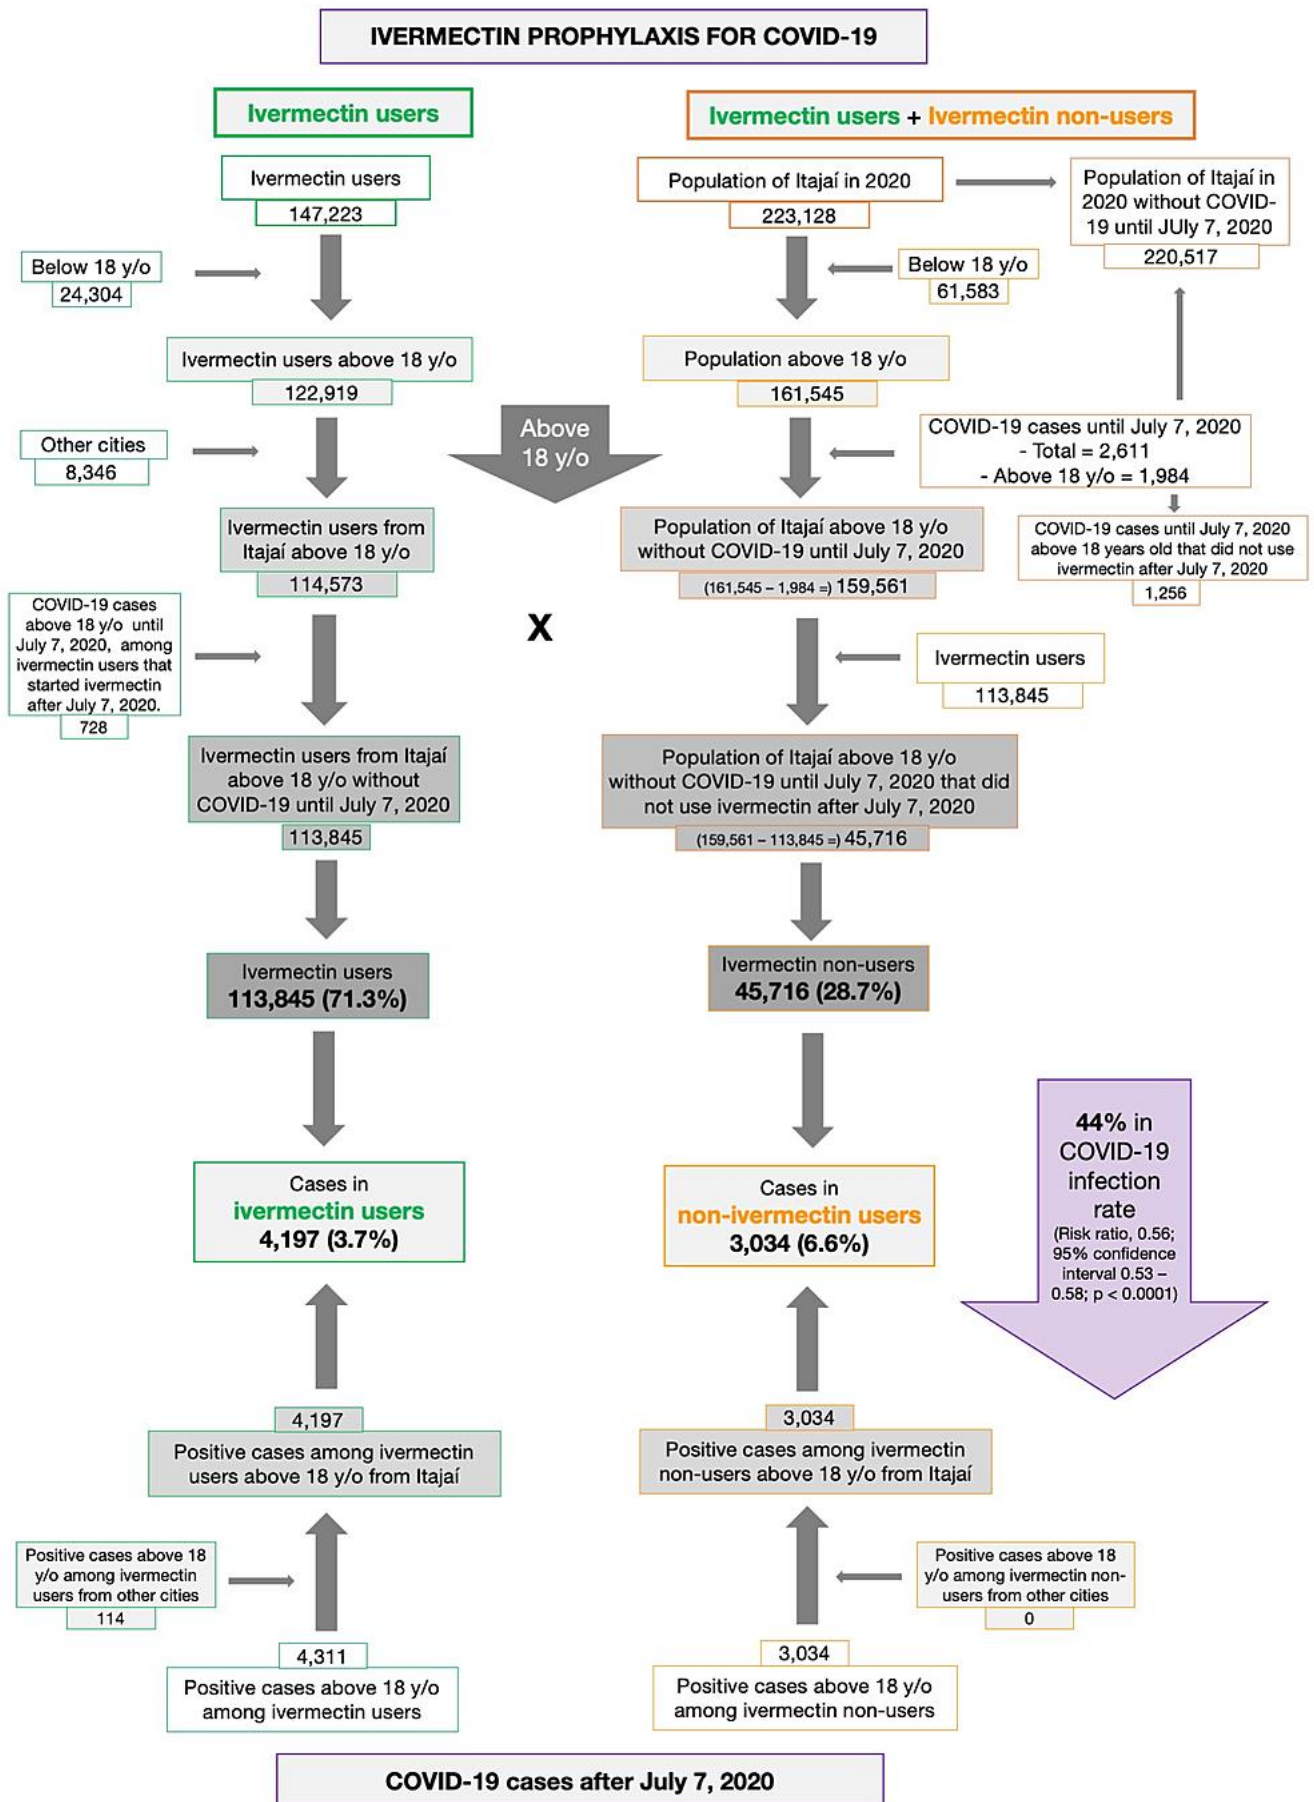 IVERMECTIN PROPHYLAXIS FOR COVID-19
Ivermectin users
Ivermectin users + Ivermectin non-users
Ivermectin users
147,223
Below 18 y/o
24,304
Ivermectin users above 18 y/o
122,919
Other cities
8,346
Ivermectin users from
Itajaí above 18 y/o
114,573
COVID-19 cases
above 18 y/o until
July 7, 2020, among
ivermectin users that
started ivermectin
after July 7, 2020.
728
Ivermectin users from Itajaí
above 18 y/o without
COVID-19 until July 7, 2020
113,845
Ivermectin users
113,845 (71.3%)
Above
18 y/o
X
Population of Itajaí in 2020
223,128
Population of Itajaí in
2020 without COVID-
19 until JUly 7, 2020
220,517
Below 18 y/o
61,583
Population above 18 y/o
161,545
COVID-19 cases until July 7, 2020
- Total = 2,611
- Above 18 y/o = 1,984
COVID-19 cases until July 7, 2020
above 18 years old that did not use
ivermectin after July 7, 2020
1,256
Population of Itajaí above 18 y/o
without COVID-19 until July 7, 2020
(161,545 – 1,984 =) 159,561
Ivermectin users
113,845
Population of Itajaí above 18 y/o
without COVID-19 until July 7, 2020 that did
not use ivermectin after July 7, 2020
(159,561 – 113,845 =) 45,716
Ivermectin non-users
45,716 (28.7%)
Cases in
ivermectin users
4,197 (3.7%)
Cases in
non-ivermectin users
3,034 (6.6%)
44% in
COVID-19
infection
rate
(Risk ratio, 0.56;
95% confidence
interval 0.53 –
0.58; p < 0.0001)
4,197
Positive cases among ivermectin
users above 18 y/o from Itajaí
3,034
Positive cases among ivermectin
non-users above 18 y/o from Itajaí
Positive cases above 18
y/o among ivermectin
users from other cities
114
Positive cases above 18
y/o among ivermectin non-
users from other cities
0
4,311
Positive cases above 18 y/o
among ivermectin users
3,034
Positive cases above 18 y/o
among ivermectin non-users
COVID-19 cases after July 7, 2020